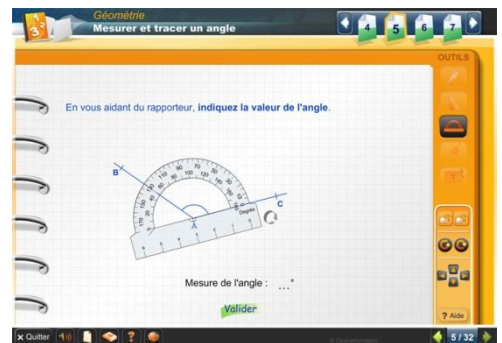 Géométrie
Mesurer et tracer un angle
4 5 6 7
OUTILS
En vous aidant du rapporteur, indiquez la valeur de l'angle.
B
C
A
Degrés
Mesure de l'angle : ...°
Valider
? Aide
x Quitter
?
5 / 32